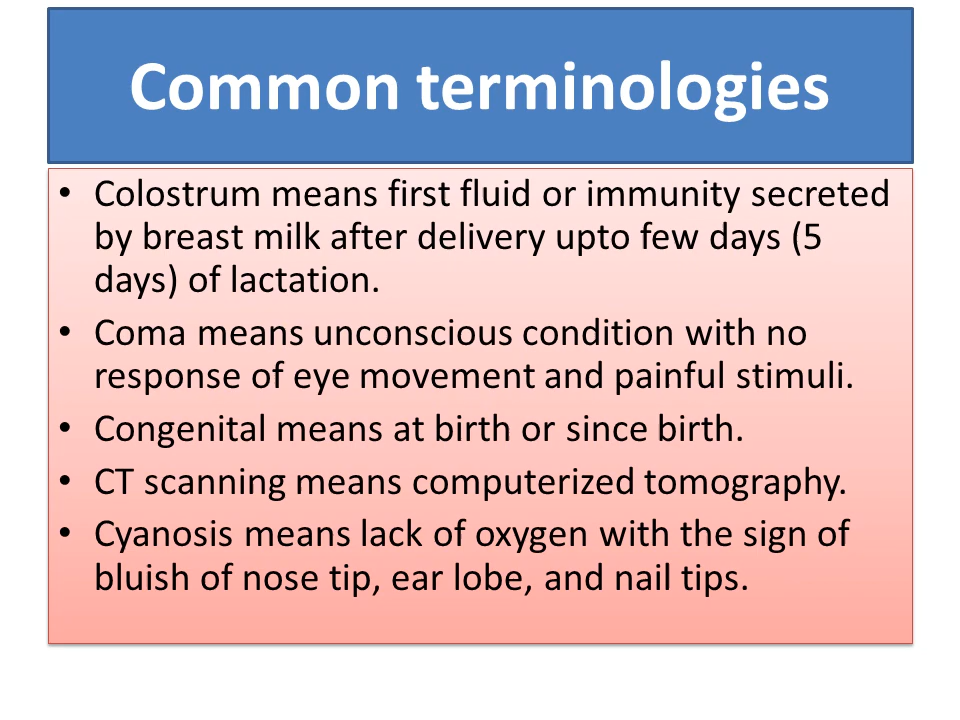 Common terminologies
• Colostrum means first fluid or immunity secreted
by breast milk after delivery upto few days (5
days) of lactation.
• Coma means unconscious condition with no
response of eye movement and painful stimuli.
• Congenital means at birth or since birth.
• CT scanning means computerized tomography.
• Cyanosis means lack of oxygen with the sign of
bluish of nose tip, ear lobe, and nail tips.